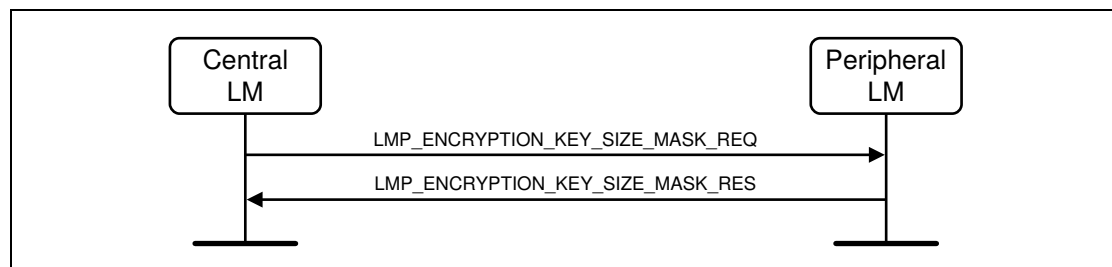 Central
LM
Peripheral
LM
LMP_ENCRYPTION_KEY_SIZE_MASK_REQ
LMP_ENCRYPTION_KEY_SIZE_MASK_RES